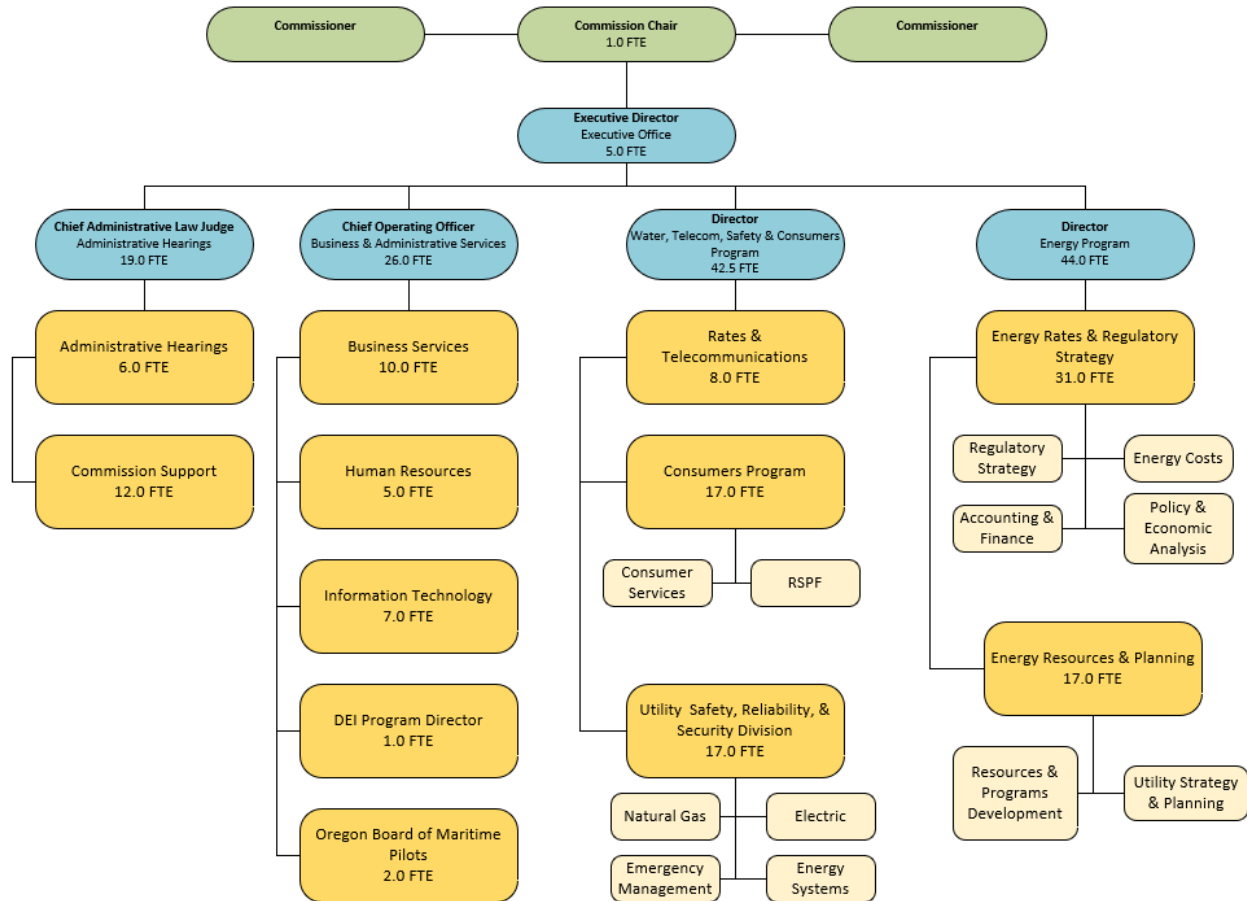 Commissioner
Commission Chair
1.0 FTE
Commissioner
Executive Director
Executive Office
5.0 FTE
Chief Administrative Law Judge
Administrative Hearings
19.0 FTE
Chief Operating Officer
Business & Administrative Services
26.0 FTE
Director
Water, Telecom, Safety & Consumers
Program
42.5 FTE
Director
Energy Program
44.0 FTE
Administrative Hearings
6.0 FTE
Commission Support
12.0 FTE
Business Services
10.0 FTE
Human Resources
5.0 FTE
Information Technology
7.0 FTE
DEI Program Director
1.0 FTE
Oregon Board of Maritime
Pilots
2.0 FTE
Rates &
Telecommunications
8.0 FTE
Consumers Program
17.0 FTE
Consumer
Services
RSPF
Utility Safety, Reliability, &
Security Division
17.0 FTE
Natural Gas
Electric
Emergency
Management
Energy
Systems
Energy Rates & Regulatory
Strategy
31.0 FTE
Regulatory
Strategy
Energy Costs
Accounting &
Finance
Policy &
Economic
Analysis
Energy Resources & Planning
17.0 FTE
Resources &
Programs
Development
Utility Strategy
& Planning